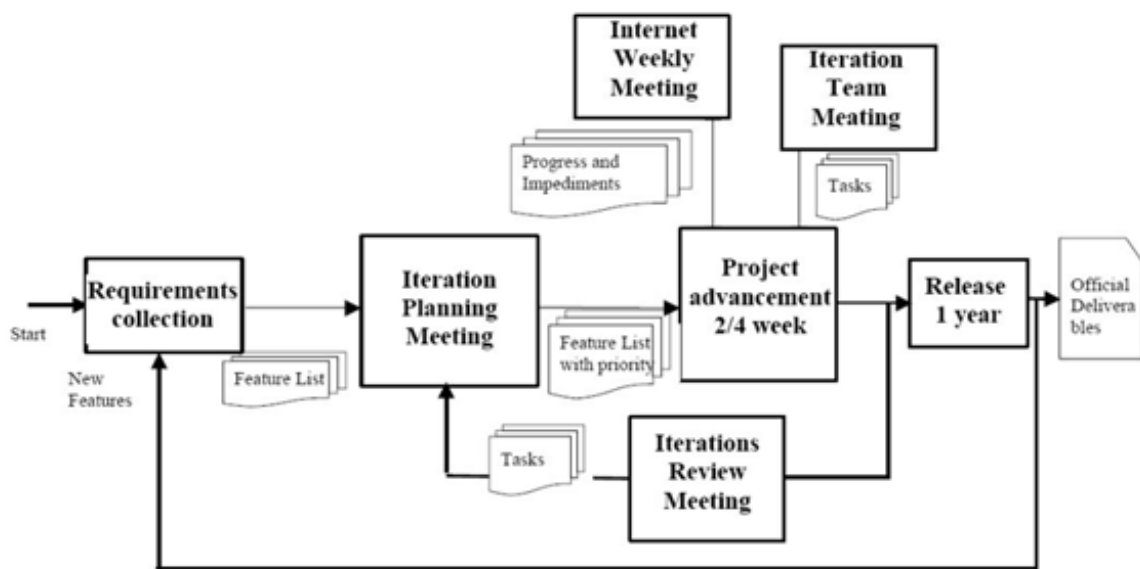 Internet
Weekly
Meeting
Iteration
Team
Meating
Progress and
Impediments
Tasks
Requirements
collection
Iteration
Planning
Meeting
Project
advancement
2/4 week
Release
1 year
Official
Delivera
bles
Start
New
Features
Feature List
Feature List
with priority
Tasks
Iterations
Review
Meeting